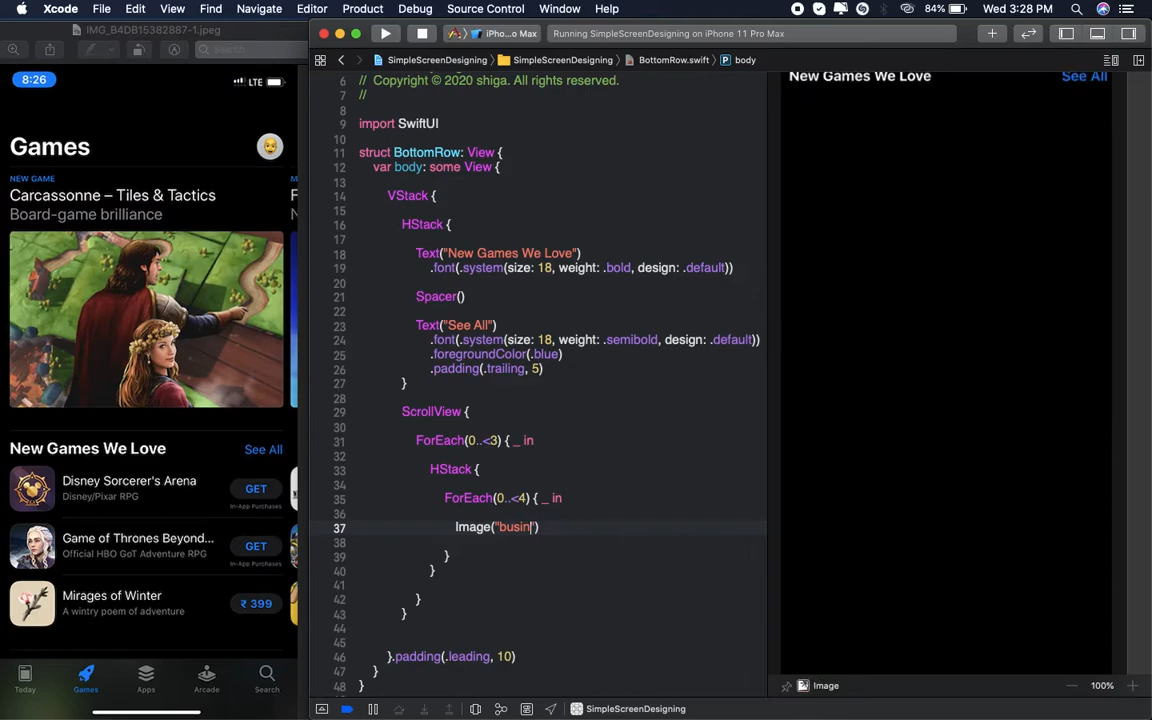 Xcode File Edit View Find Navigate Editor Product Debug Source Control Window Help 84% Wed 3:28 PM
IMG_B4DB15382887-1.jpeg
Search
iPho...o Max
Running SimpleScreenDesigning on iPhone 11 Pro Max
SimpleScreenDesigning SimpleScreenDesigning BottomRow.swift P body
8:26
LTE
Games
NEW GAME
Carcassonne – Tiles & Tactics
Board-game brilliance
New Games We Love
See All
Disney Sorcerer's Arena
Disney/Pixar RPG
GET
In-App Purchases
Game of Thrones Beyond...
Official HBO GoT Adventure RPG
GET
In-App Purchases
Mirages of Winter
A wintry poem of adventure
₹ 399
Today
Games
Apps
Arcade
Search
6 // Copyright © 2020 shiga. All rights reserved.
7 //
8
9 import SwiftUI
10
11 struct BottomRow: View {
12 var body: some View {
13
14 VStack {
15
16 HStack {
17
18 Text("New Games We Love")
19 .font(.system(size: 18, weight: .bold, design: .default))
20
21 Spacer()
22
23 Text("See All")
24 .font(.system(size: 18, weight: .semibold, design: .default))
25 .foregroundColor(.blue)
26 .padding(.trailing, 5)
27 }
28
29 ScrollView {
30
31 ForEach(0..<3) { _ in
32
33 HStack {
34
35 ForEach(0..<4) { _ in
36
37 Image("busin")
38
39 }
40 }
41
42 }
43 }
44
45
46 }.padding(.leading, 10)
47 }
48 }
New Games We Love
See All
Image
100%
SimpleScreenDesigning